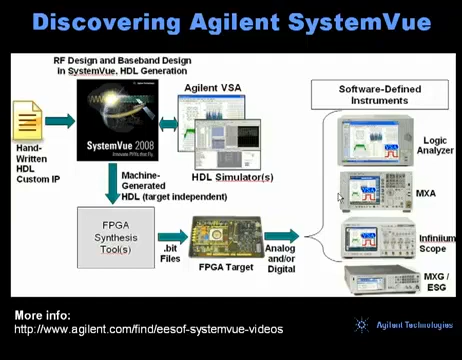 Discovering Agilent SystemVue
RF Design and Baseband Design
in SystemVue, HDL Generation
Agilent VSA
Software-Defined
Instruments
SystemVue 2008
Hand-
Written
HDL
Custom IP
HDL Simulator(s)
Logic
Analyzer
Machine-
Generated
HDL (target independent)
MXA
FPGA
Synthesis
Tool(s)
.bit
Files
FPGA Target
Analog
and/or
Digital
Infiniium
Scope
MXG /
ESG
More info:
http://www.agilent.com/find/eesof-systemvue-videos
Agilent Technologies